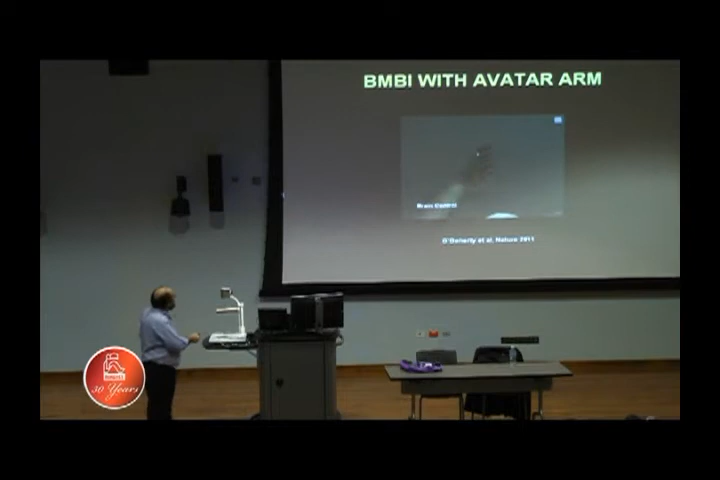 BMBI WITH AVATAR ARM
Brain Control
O'Doherty et al, Nature 2011
30 Years